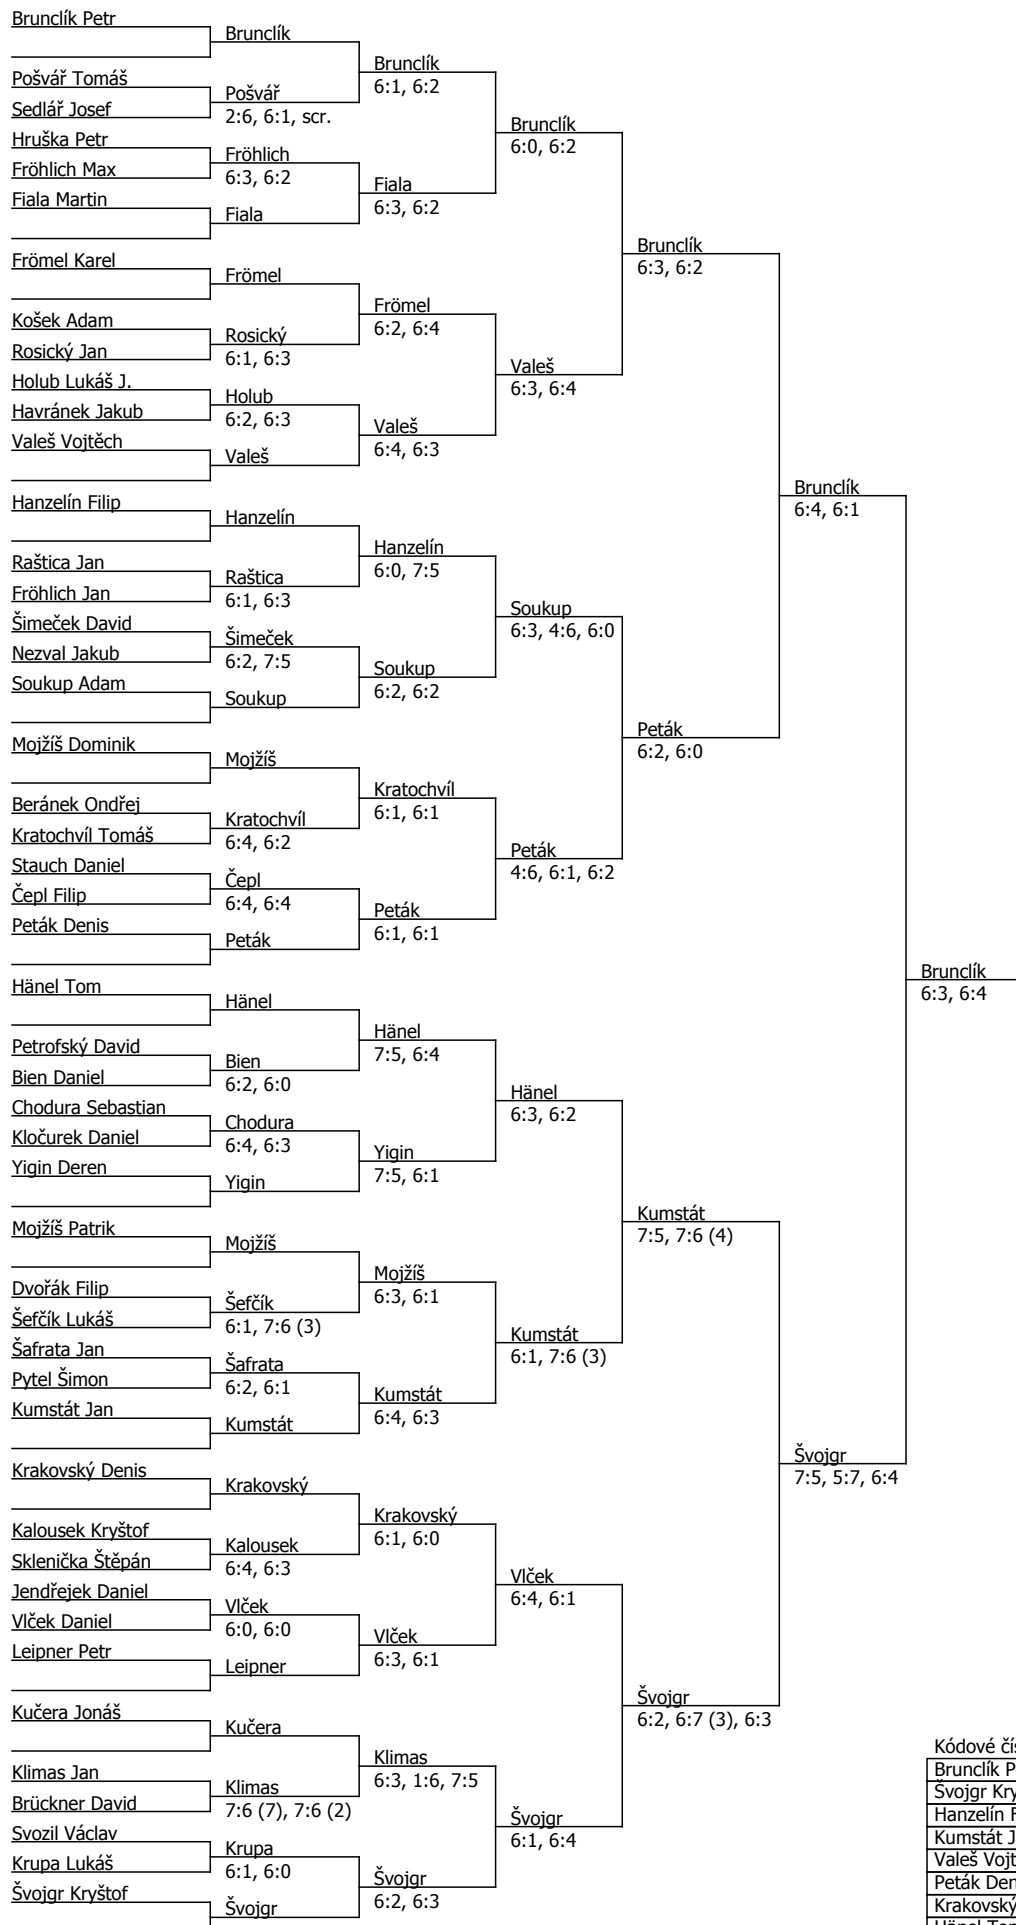 Brunclík Petr
Brunclík
Brunclík
6:1, 6:2
Pošvář Tomáš
Pošvář
Sedlář Josef
2:6, 6:1, scr.
Brunclík
6:0, 6:2
Hruška Petr
Fröhlich
Fröhlich Max
6:3, 6:2
Fiala
6:3, 6:2
Fiala Martin
Fiala
Brunclík
6:3, 6:2
Frömel Karel
Frömel
Frömel
6:2, 6:4
Košek Adam
Rosický
Rosický Jan
6:1, 6:3
Valeš
6:3, 6:4
Holub Lukáš J.
Holub
Havránek Jakub
6:2, 6:3
Valeš
6:4, 6:3
Valeš Vojtěch
Valeš
Brunclík
6:4, 6:1
Hanzelín Filip
Hanzelín
Hanzelín
6:0, 7:5
Raštica Jan
Raštica
Fröhlich Jan
6:1, 6:3
Soukup
6:3, 4:6, 6:0
Šimeček David
Šimeček
Nezval Jakub
6:2, 7:5
Soukup
6:2, 6:2
Soukup Adam
Soukup
Peták
6:2, 6:0
Mojžíš Dominik
Mojžíš
Kratochvíl
6:1, 6:1
Beránek Ondřej
Kratochvíl
Kratochvíl Tomáš
6:4, 6:2
Peták
4:6, 6:1, 6:2
Stauch Daniel
Čepl
Čepl Filip
6:4, 6:4
Peták
6:1, 6:1
Peták Denis
Peták
Brunclík
6:3, 6:4
Hänel Tom
Hänel
Hänel
7:5, 6:4
Petrofský David
Bien
Bien Daniel
6:2, 6:0
Hänel
6:3, 6:2
Chodura Sebastian
Chodura
Kločurek Daniel
6:4, 6:3
Yigin
7:5, 6:1
Yigin Deren
Yigin
Kumstát
7:5, 7:6 (4)
Mojžíš Patrik
Mojžíš
Mojžíš
6:3, 6:1
Dvořák Filip
Šefčík
Šefčík Lukáš
6:1, 7:6 (3)
Kumstát
6:1, 7:6 (3)
Šafrata Jan
Šafrata
Pytel Šimon
6:2, 6:1
Kumstát
6:4, 6:3
Kumstát Jan
Kumstát
Švojgr
7:5, 5:7, 6:4
Krakovský Denis
Krakovský
Krakovský
6:1, 6:0
Kalousek Kryštof
Kalousek
Sklenička Štěpán
6:4, 6:3
Vlček
6:4, 6:1
Jendřejek Daniel
Vlček
Vlček Daniel
6:0, 6:0
Vlček
6:3, 6:1
Leipner Petr
Leipner
Švojgr
6:2, 6:7 (3), 6:3
Kučera Jonáš
Kučera
Klimas
6:3, 1:6, 7:5
Klimas Jan
Klimas
Brückner David
7:6 (7), 7:6 (2)
Švojgr
6:1, 6:4
Svozil Václav
Krupa
Krupa Lukáš
6:1, 6:0
Švojgr
6:2, 6:3
Švojgr Kryštof
Švojgr
Kódové čís
Brunclík P
Švojgr Kry
Hanzelín F
Kumstát J
Valeš Vojt
Peták Den
Krakovský